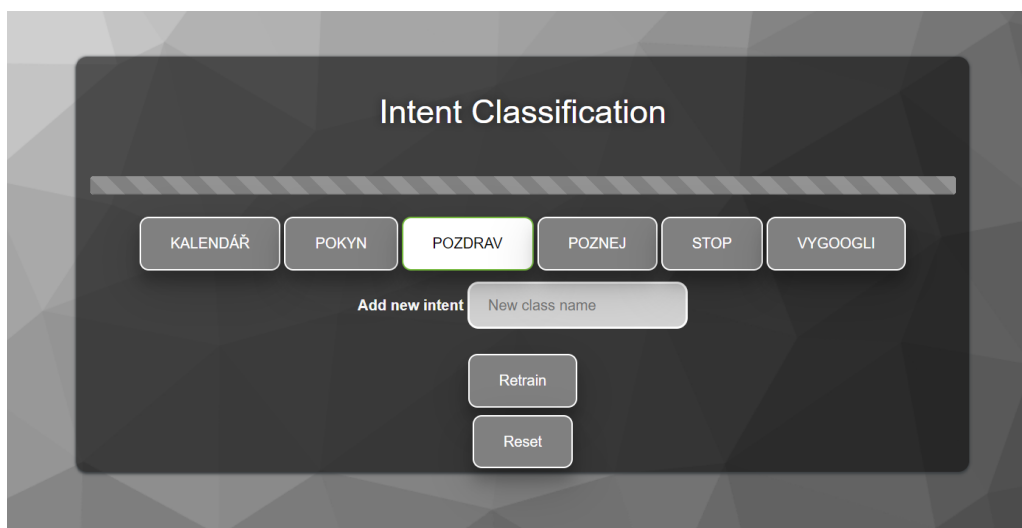 Intent Classification
KALENDÁŘ POKYN POZDRAV POZNEJ STOP VYGOOGLI
Add new intent New class name
Retrain
Reset